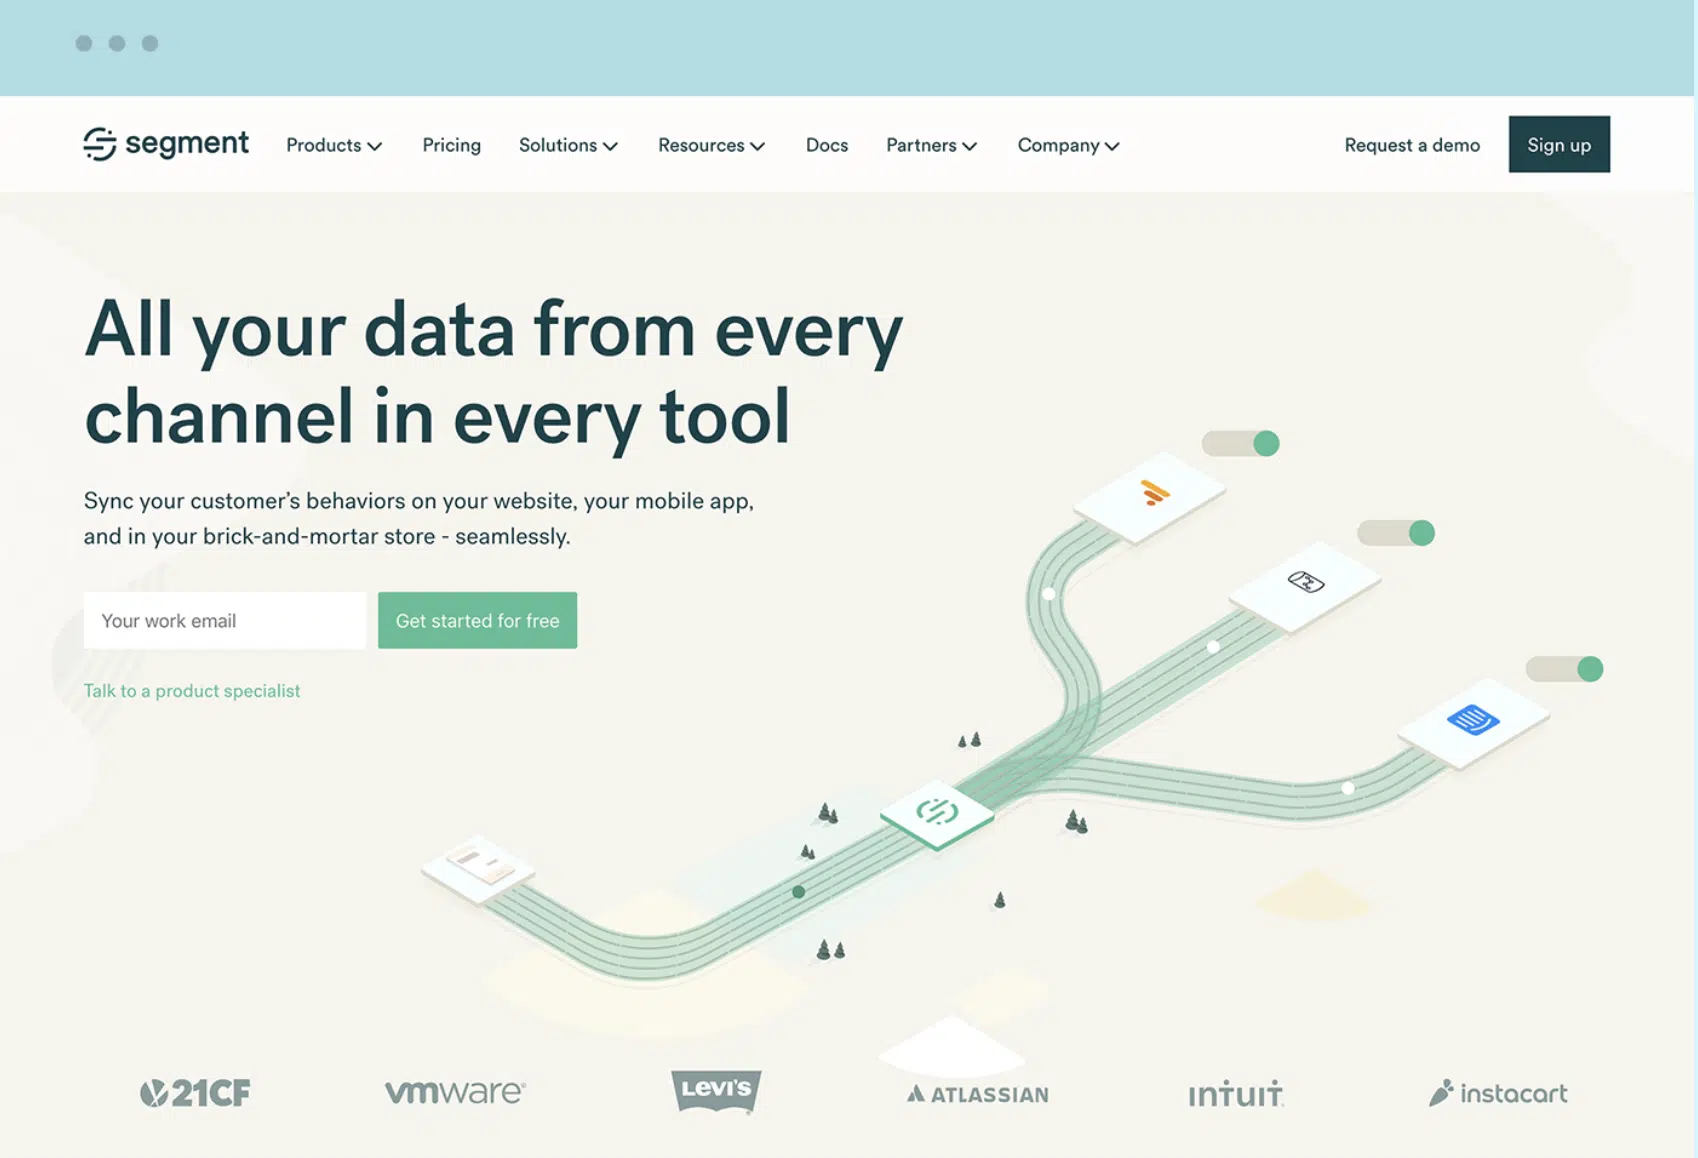 segment
Products
Pricing
Solutions
Resources
Docs
Partners
Company
Request a demo
Sign up
All your data from every
channel in every tool
Sync your customer’s behaviors on your website, your mobile app,
and in your brick-and-mortar store - seamlessly.
Your work email
Get started for free
Talk to a product specialist
21CF
vmware®
LEVI'S
ATLASSIAN
intuit
instacart